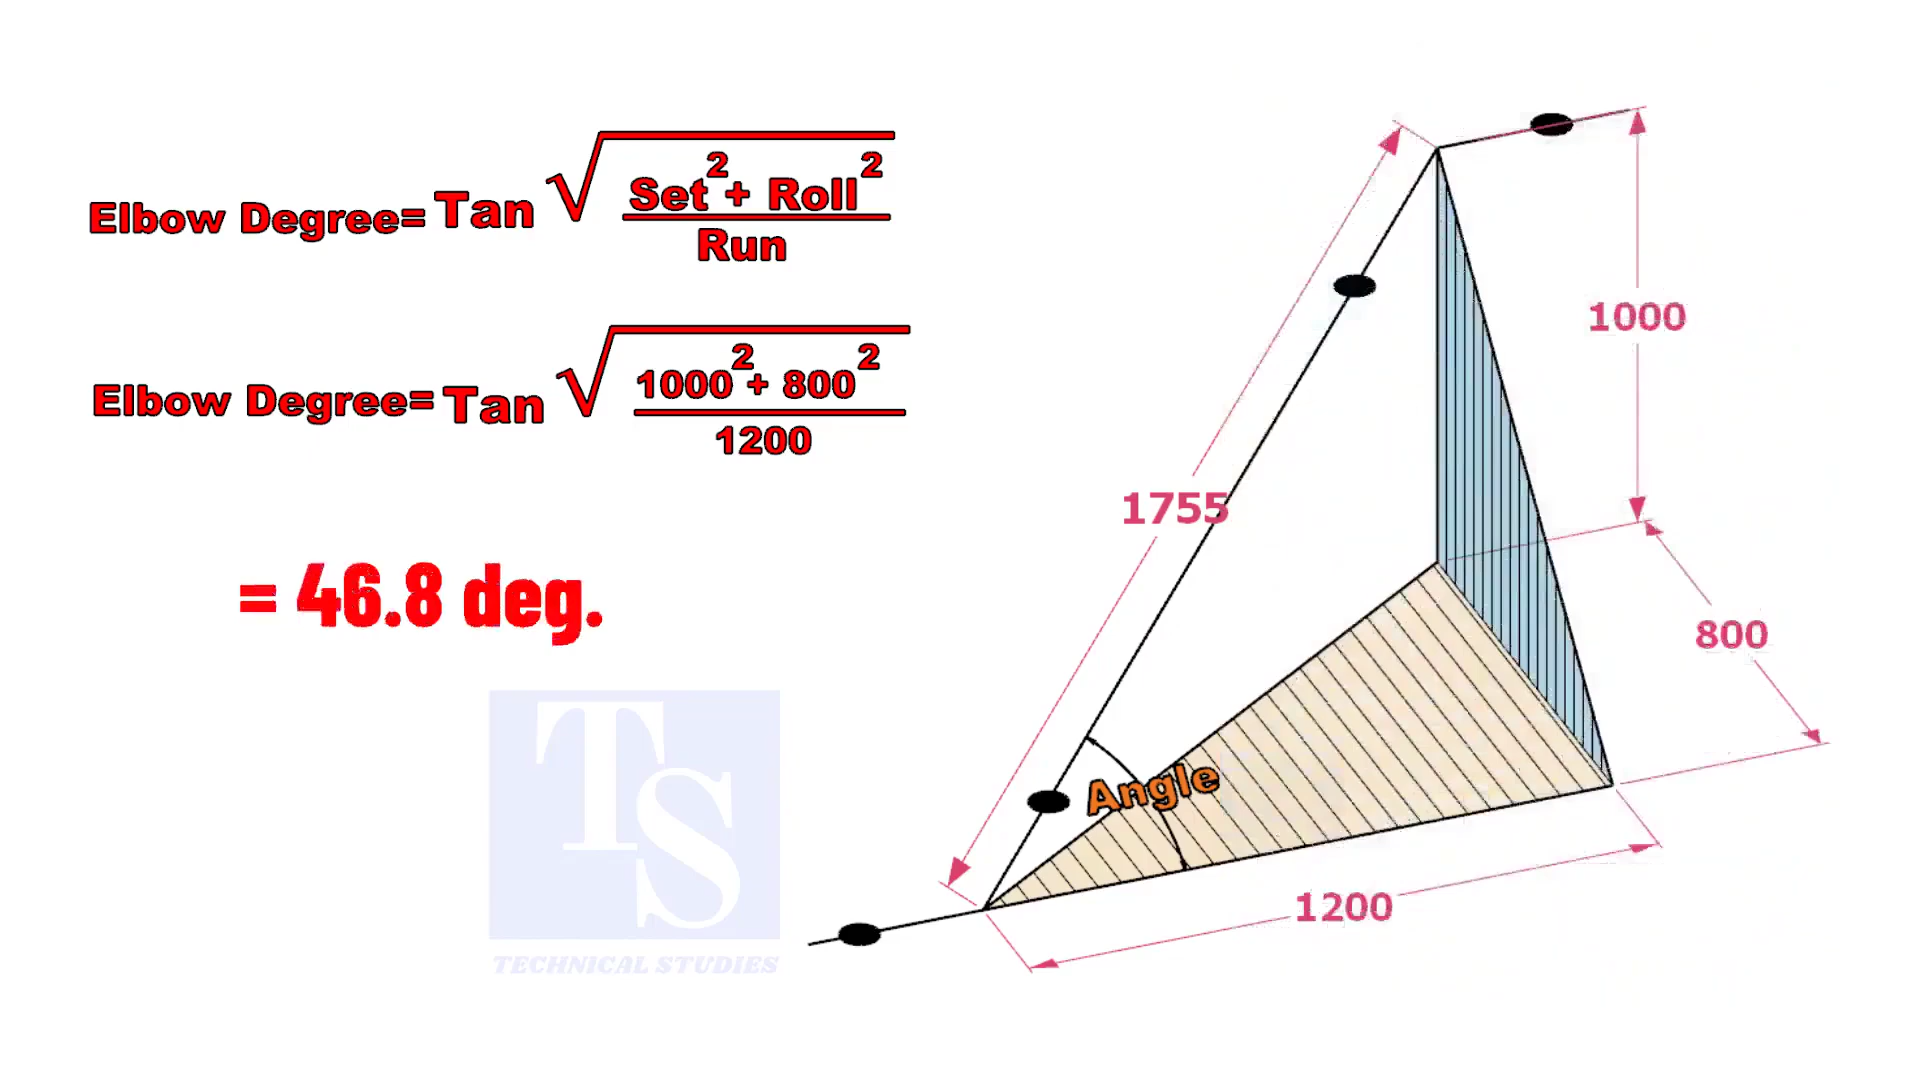 Elbow Degree= Tan √ Set²+ Roll²
Run
Elbow Degree= Tan √ 1000²+ 800²
1200
= 46.8 deg.
1000
1755
800
Angle
1200
TS
TECHNICAL STUDIES